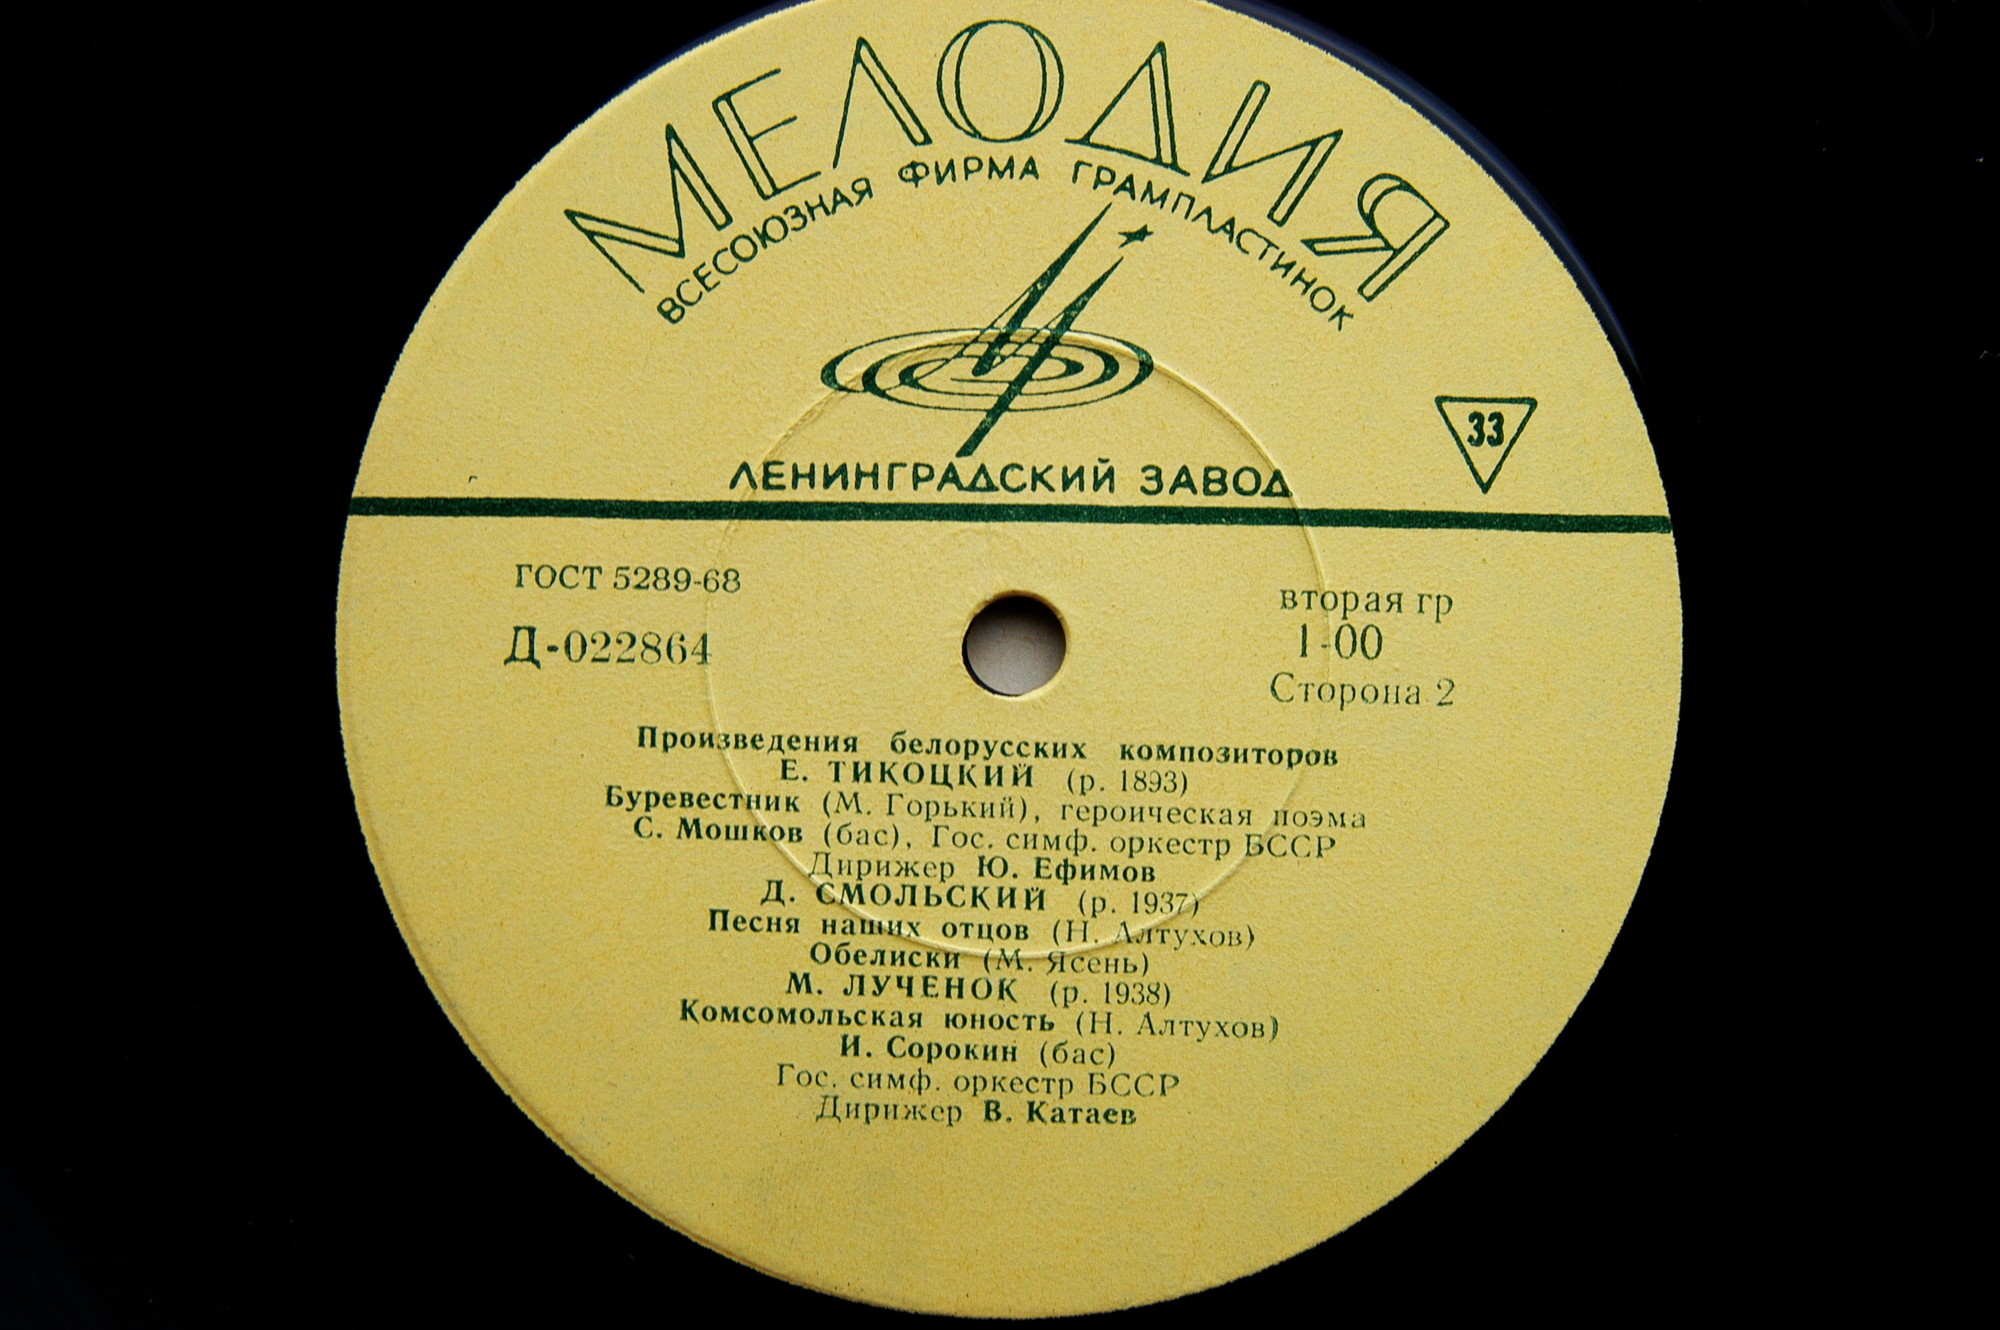 МЕЛОДИЯ
ВСЕСОЮЗНАЯ ФИРМА ГРАМПЛАСТИНОК
33
ЛЕНИНГРАДСКИЙ ЗАВОД
ГОСТ 5289-68
Д-022864
вторая гр
1-00
Сторона 2
Произведения белорусских композиторов
Е. ТИКОЦКИЙ (р. 1893)
Буревестник (М. Горький), героическая поэма
С. Мошков (бас), Гос. симф. оркестр БССР
Дирижер Ю. Ефимов
Д. СМОЛЬСКИЙ (р. 1937)
Песня наших отцов (Н. Алтухов)
Обелиски (М. Ясень)
М. ЛУЧЕНОК (р. 1938)
Комсомольская юность (Н. Алтухов)
И. Сорокин (бас)
Гос. симф. оркестр БССР
Дирижер В. Катаев